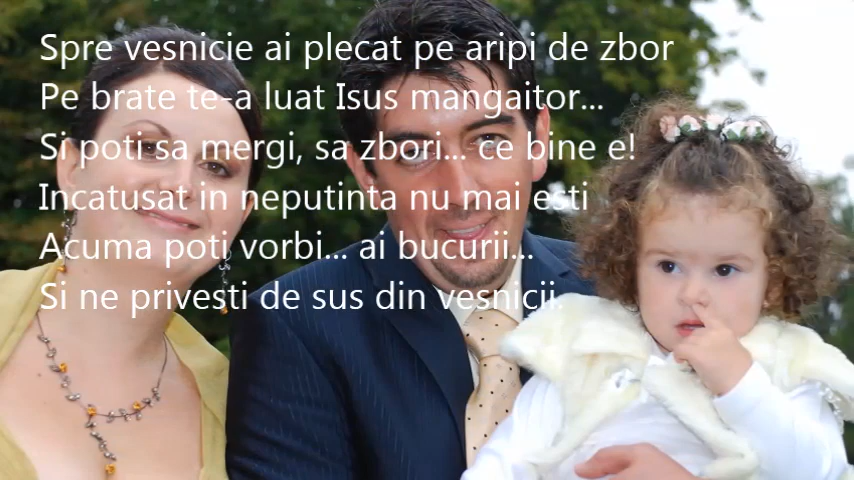 Spre vesnicie ai plecat pe aripi de zbor
Pe brate te-a luat Isus mangaitor...
Si poti sa mergi, sa zbori... ce bine e!
Incatusat in neputinta nu mai esti
Acuma poti vorbi... ai bucurii...
Si ne privesti de sus din vesnicii.